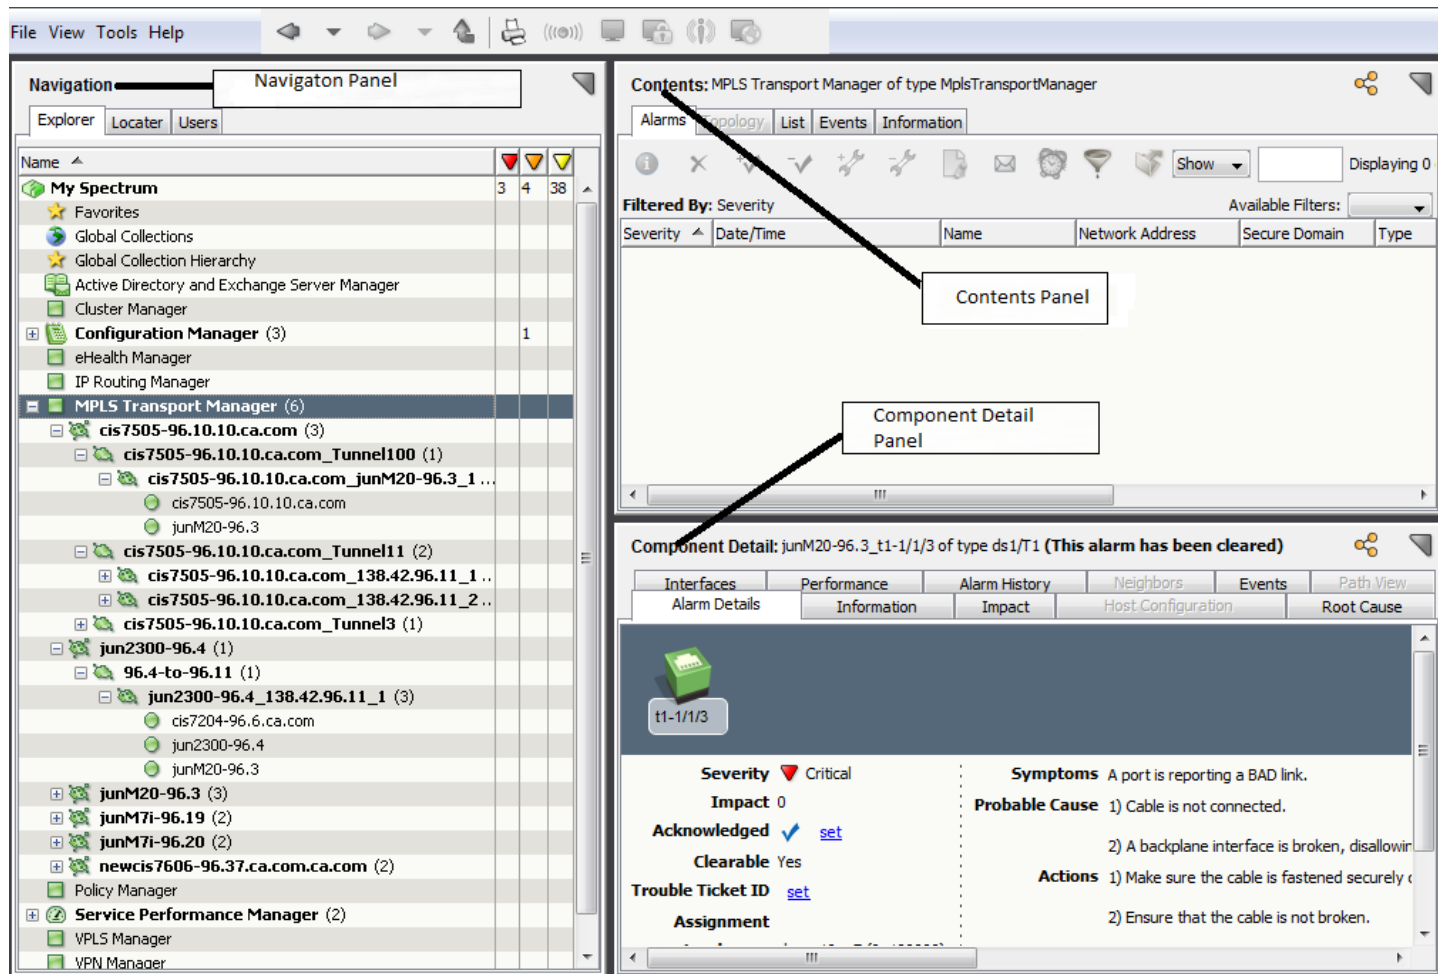 File View Tools Help
Navigation
Navigaton Panel
Explorer Locater Users
Name
My Spectrum 3 4 38
Favorites
Global Collections
Global Collection Hierarchy
Active Directory and Exchange Server Manager
Cluster Manager
Configuration Manager (3) 1
eHealth Manager
IP Routing Manager
MPLS Transport Manager (6)
cis7505-96.10.10.ca.com (3)
cis7505-96.10.10.ca.com_Tunnel100 (1)
cis7505-96.10.10.ca.com_junM20-96.3_1 ...
cis7505-96.10.10.ca.com
junM20-96.3
cis7505-96.10.10.ca.com_Tunnel11 (2)
cis7505-96.10.10.ca.com_138.42.96.11_1 ..
cis7505-96.10.10.ca.com_138.42.96.11_2 ..
cis7505-96.10.10.ca.com_Tunnel3 (1)
jun2300-96.4 (1)
96.4-to-96.11 (1)
jun2300-96.4_138.42.96.11_1 (3)
cis7204-96.6.ca.com
jun2300-96.4
junM20-96.3
junM20-96.3 (3)
junM7i-96.19 (2)
junM7i-96.20 (2)
newcis7606-96.37.ca.com.ca.com (2)
Policy Manager
Service Performance Manager (2)
VPLS Manager
VPN Manager
Contents: MPLS Transport Manager of type MplsTransportManager
Alarms Topology List Events Information
Show Displaying 0
Filtered By: Severity Available Filters:
Severity Date/Time Name Network Address Secure Domain Type
Contents Panel
Component Detail
Panel
Component Detail: junM20-96.3_t1-1/1/3 of type ds1/T1 (This alarm has been cleared)
Interfaces Performance Alarm History Neighbors Events Path View
Alarm Details Information Impact Host Configuration Root Cause
t1-1/1/3
Severity Critical
Impact 0
Acknowledged set
Clearable Yes
Trouble Ticket ID set
Assignment
Symptoms A port is reporting a BAD link.
Probable Cause 1) Cable is not connected.
2) A backplane interface is broken, disallowin
Actions 1) Make sure the cable is fastened securely
2) Ensure that the cable is not broken.